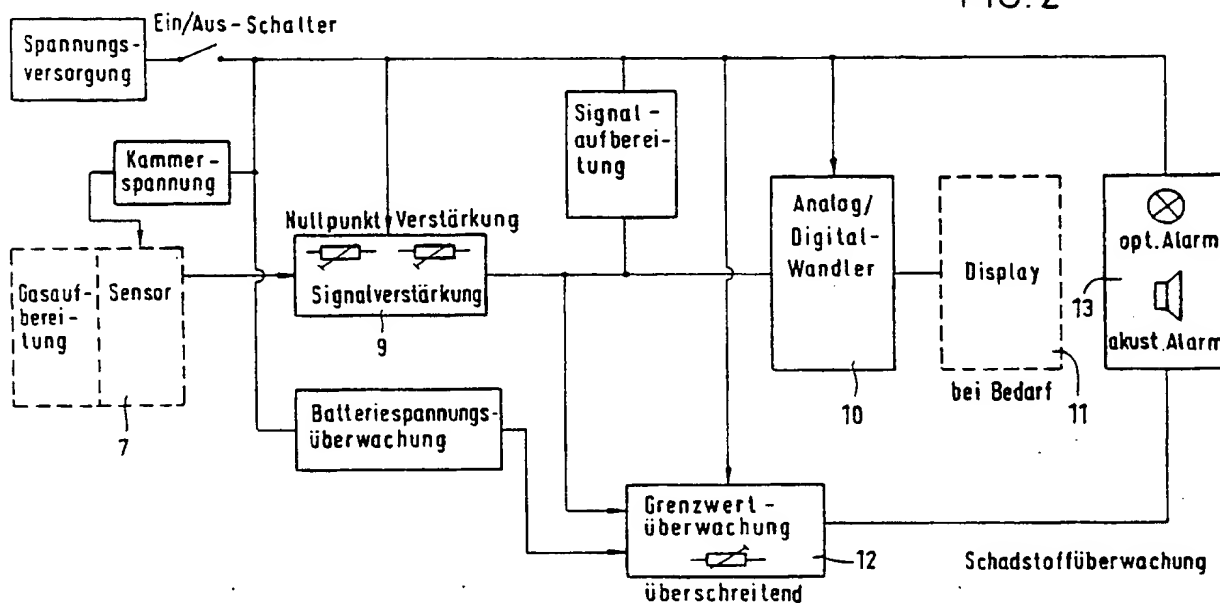 FIG. 2
Ein/Aus-Schalter
Spannungs-
versorgung
Kammer-
spannung
Signal-
aufberei-
tung
Nullpunkt Verstärkung
Signalverstärkung
9
Gasauf-
berei-
tung
Sensor
7
Analog/
Digital-
Wandler
10
Display
bei Bedarf
11
opt. Alarm
13
akust. Alarm
Batteriespannungs-
überwachung
Grenzwert-
überwachung
12
überschreitend
Schadstoffüberwachung